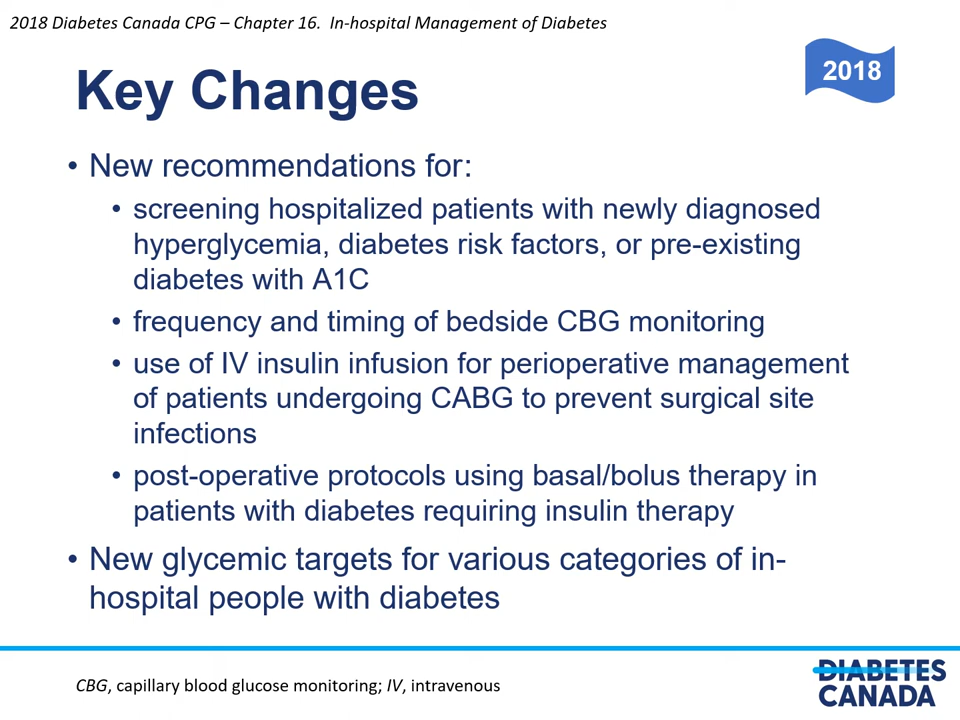 2018 Diabetes Canada CPG – Chapter 16. In-hospital Management of Diabetes
2018
Key Changes
• New recommendations for:
• screening hospitalized patients with newly diagnosed
hyperglycemia, diabetes risk factors, or pre-existing
diabetes with A1C
• frequency and timing of bedside CBG monitoring
• use of IV insulin infusion for perioperative management
of patients undergoing CABG to prevent surgical site
infections
• post-operative protocols using basal/bolus therapy in
patients with diabetes requiring insulin therapy
• New glycemic targets for various categories of in-
hospital people with diabetes
CBG, capillary blood glucose monitoring; IV, intravenous
DIABETES
CANADA